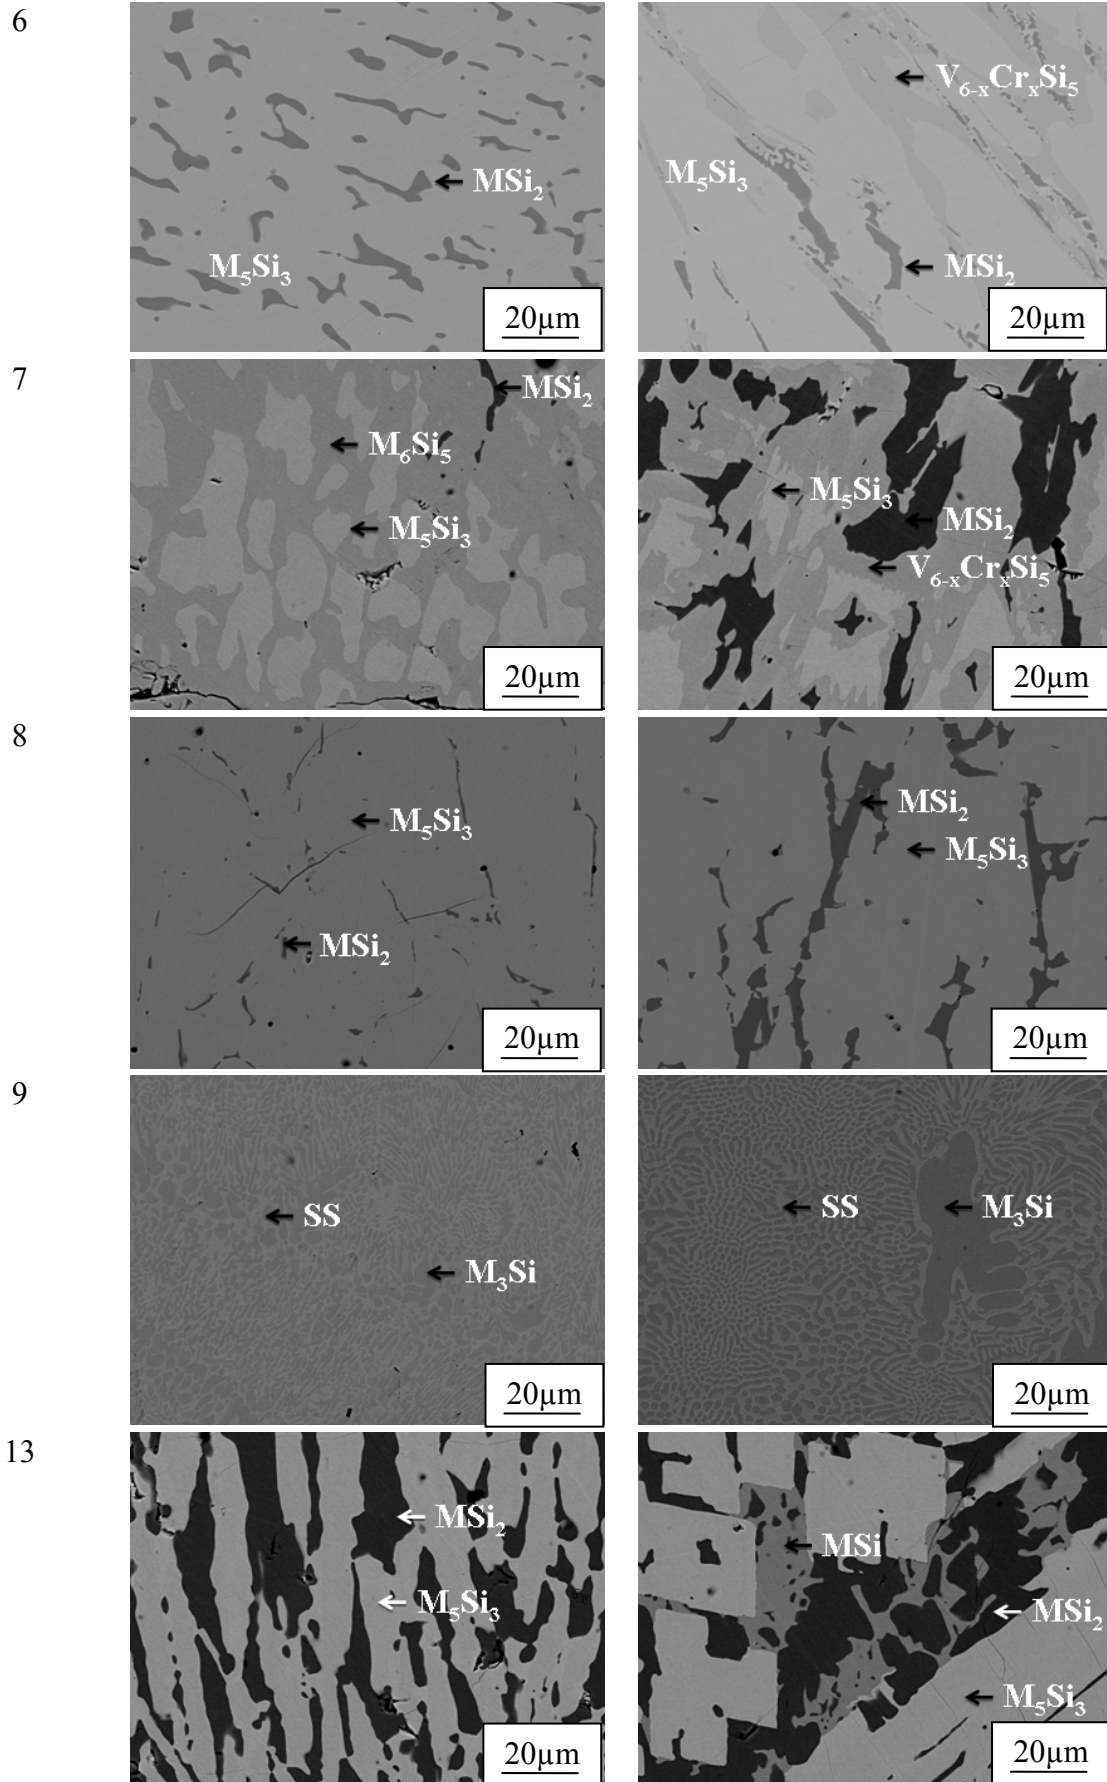 6
MSi₂
M₅Si₃
20µm
V₆₋ₓCrₓSi₅
M₅Si₃
MSi₂
20µm
7
MSi₂
M₆Si₅
M₅Si₃
20µm
M₅Si₃
MSi₂
V₆₋ₓCrₓSi₅
20µm
8
M₅Si₃
MSi₂
20µm
MSi₂
M₅Si₃
20µm
9
SS
M₃Si
20µm
SS
M₃Si
20µm
13
MSi₂
M₅Si₃
20µm
MSi
MSi₂
M₅Si₃
20µm